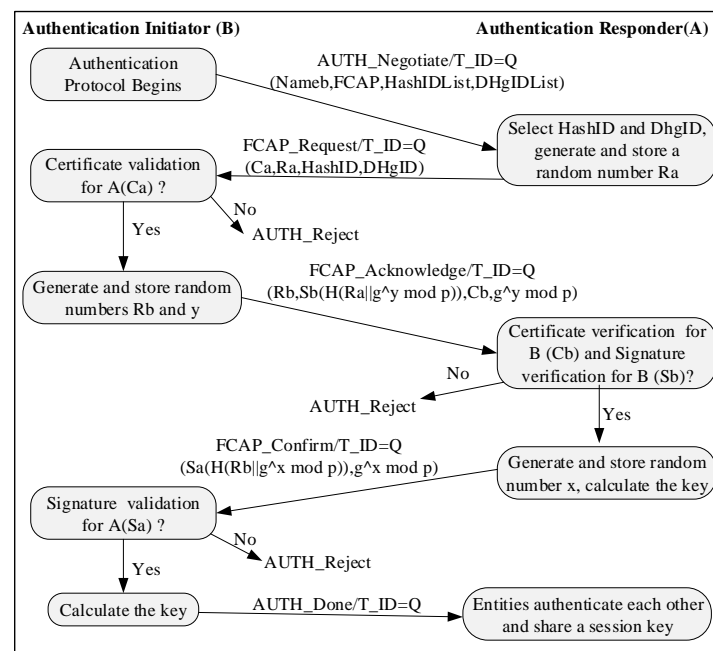 Authentication Initiator (B)
Authentication Responder(A)
Authentication
Protocol Begins
AUTH_Negotiate/T_ID=Q
(Nameb,FCAP,HashIDList,DHgIDList)
Select HashID and DhgID,
generate and store a
random number Ra
FCAP_Request/T_ID=Q
(Ca,Ra,HashID,DHgID)
Certificate validation
for A(Ca) ?
No
AUTH_Reject
Yes
Generate and store random
numbers Rb and y
FCAP_Acknowledge/T_ID=Q
(Rb,Sb(H(Ra||g^y mod p)),Cb,g^y mod p)
Certificate verification for
B (Cb) and Signature
verification for B (Sb)?
No
AUTH_Reject
Yes
Generate and store random
number x, calculate the key
FCAP_Confirm/T_ID=Q
(Sa(H(Rb||g^x mod p)),g^x mod p)
Signature validation
for A(Sa) ?
No
AUTH_Reject
Yes
Calculate the key
AUTH_Done/T_ID=Q
Entities authenticate each other
and share a session key